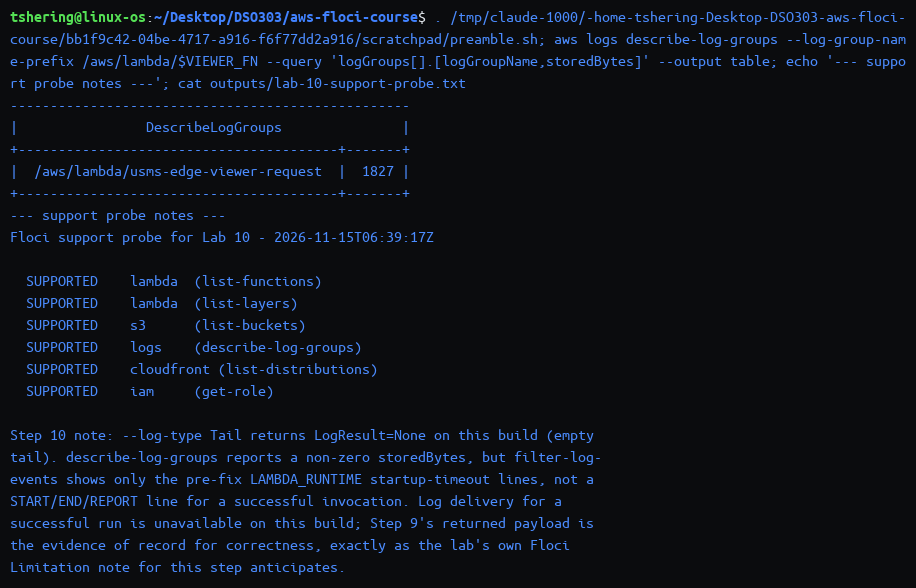 tshering@linux-os:~/Desktop/DSO303/aws-floci-course$ . /tmp/claude-1000/-home-tshering-Desktop-DSO303-aws-floci-
course/bb1f9c42-04be-4717-a916-f6f77dd2a916/scratchpad/preamble.sh; aws logs describe-log-groups --log-group-nam
e-prefix /aws/lambda/$VIEWER_FN --query 'logGroups[].[logGroupName,storedBytes]' --output table; echo '--- suppo
rt probe notes ---'; cat outputs/lab-10-support-probe.txt
--------------------------------------------------
|                DescribeLogGroups               |
+-----------------------------------------+-------+
|  /aws/lambda/usms-edge-viewer-request  |  1827 |
+-----------------------------------------+-------+
--- support probe notes ---
Floci support probe for Lab 10 - 2026-11-15T06:39:17Z

  SUPPORTED    lambda  (list-functions)
  SUPPORTED    lambda  (list-layers)
  SUPPORTED    s3      (list-buckets)
  SUPPORTED    logs    (describe-log-groups)
  SUPPORTED    cloudfront (list-distributions)
  SUPPORTED    iam     (get-role)

Step 10 note: --log-type Tail returns LogResult=None on this build (empty
tail). describe-log-groups reports a non-zero storedBytes, but filter-log-
events shows only the pre-fix LAMBDA_RUNTIME startup-timeout lines, not a
START/END/REPORT line for a successful invocation. Log delivery for a
successful run is unavailable on this build; Step 9's returned payload is
the evidence of record for correctness, exactly as the lab's own Floci
Limitation note for this step anticipates.